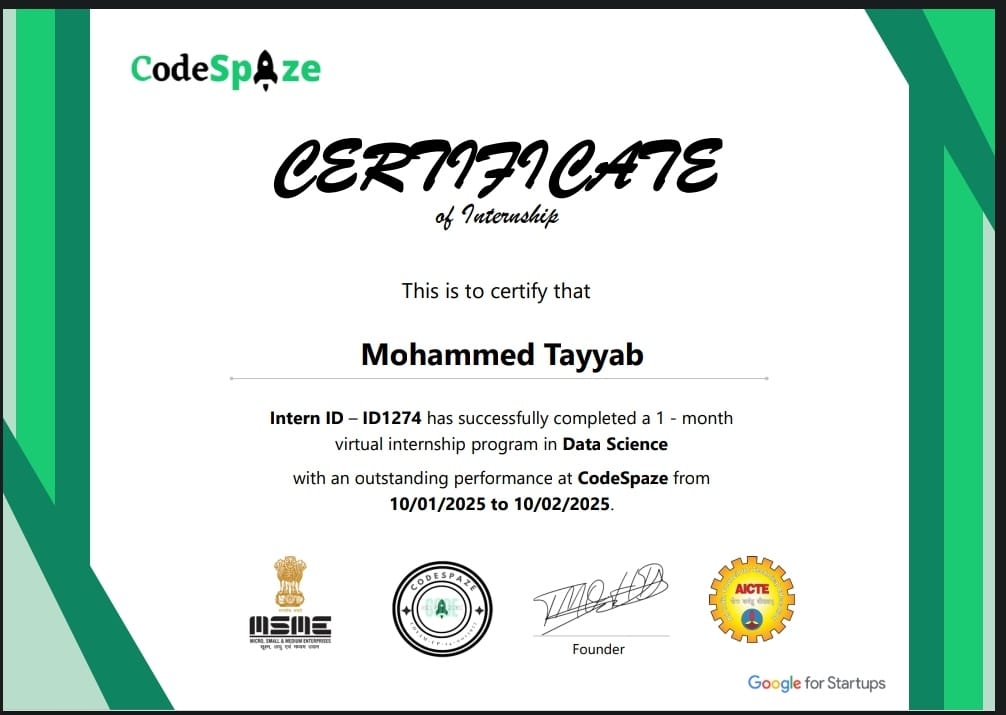 CodeSpaze
CERTIFICATE
of Internship
This is to certify that
Mohammed Tayyab
Intern ID – ID1274 has successfully completed a 1 - month
virtual internship program in Data Science
with an outstanding performance at CodeSpaze from
10/01/2025 to 10/02/2025.
MSME
MICRO, SMALL & MEDIUM ENTERPRISES
सूक्ष्म, लघु एवं मध्यम उद्यम
CODESPAZE
AICTE
Founder
Google for Startups